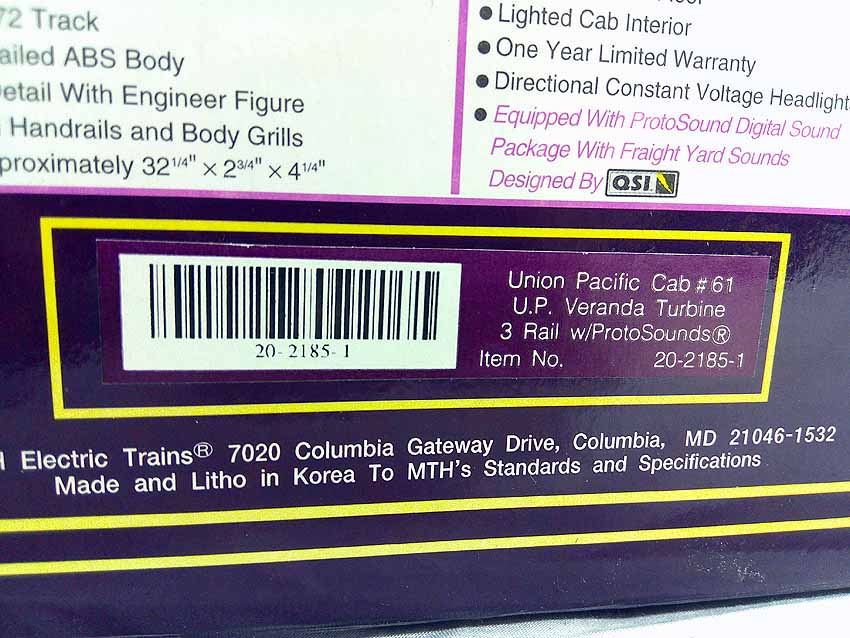 72 Track
ailed ABS Body
etail With Engineer Figure
Handrails and Body Grills
proximately 32 1/4" × 2 3/4" × 4 1/4"
• Lighted Cab Interior
• One Year Limited Warranty
• Directional Constant Voltage Headlight
• Equipped With ProtoSound Digital Sound
Package With Fraight Yard Sounds
Designed By QSI
20-2185-1
Union Pacific Cab #61
U.P. Veranda Turbine
3 Rail w/ProtoSounds®
Item No. 20-2185-1
H Electric Trains® 7020 Columbia Gateway Drive, Columbia, MD 21046-1532
Made and Litho in Korea To MTH's Standards and Specifications